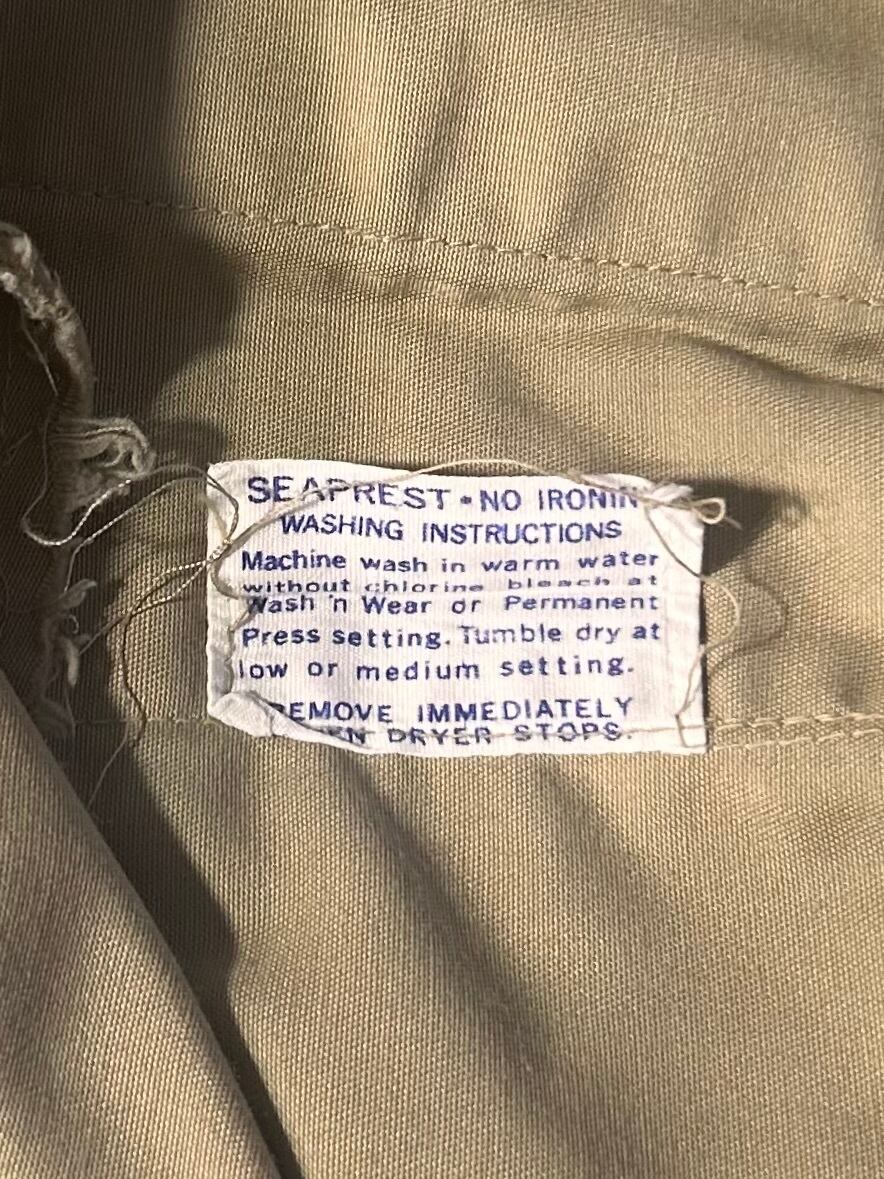 SEAPREST • NO IRONIN
WASHING INSTRUCTIONS
Machine wash in warm water
without chlorine bleach at
Wash 'n Wear or Permanent
Press setting. Tumble dry at
low or medium setting.
REMOVE IMMEDIATELY
EN DRYER STOPS.